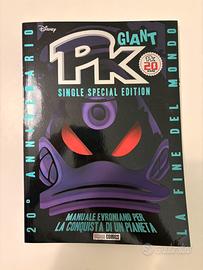 Disney
GIANT
PK
20
SINGLE SPECIAL EDITION
20° ANNIVERSARIO
LA FINE DEL MONDO
MANUALE EVRONIANO PER
LA CONQUISTA DI UN PIANETA
COMICS